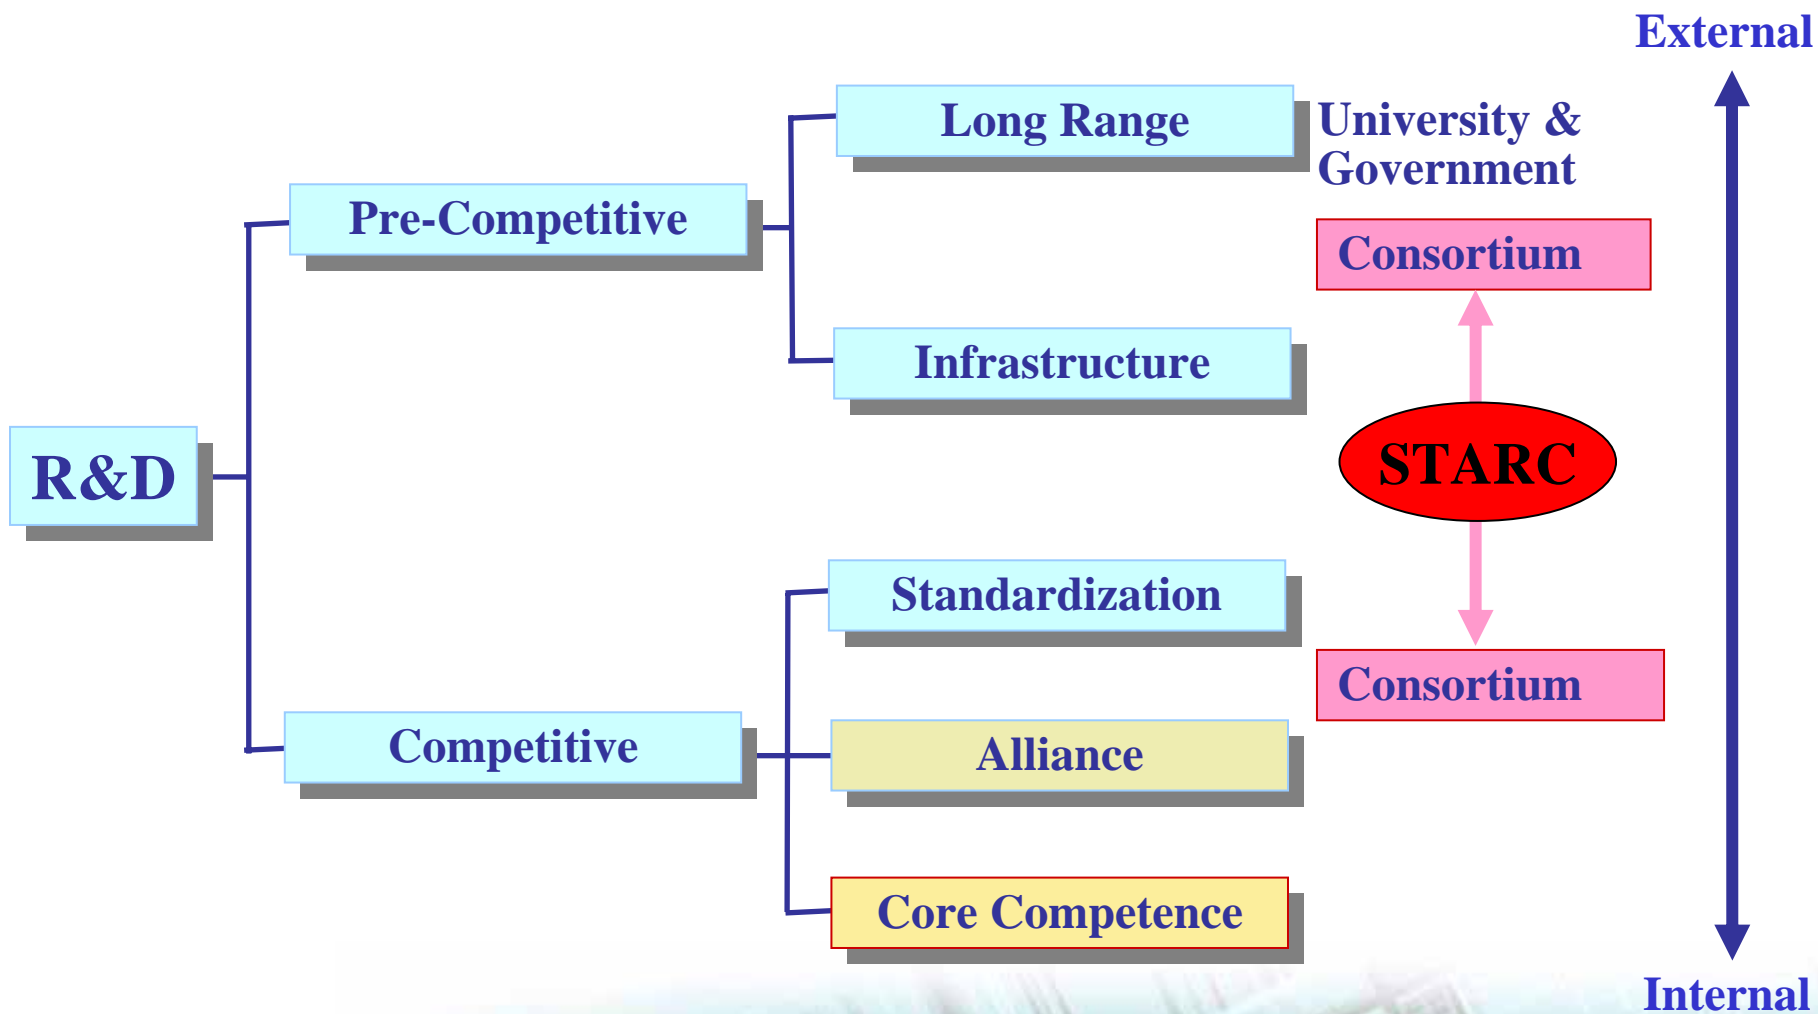 External
Long Range
University &
Government
Pre-Competitive
Consortium
Infrastructure
R&D
STARC
Standardization
Consortium
Competitive
Alliance
Core Competence
Internal